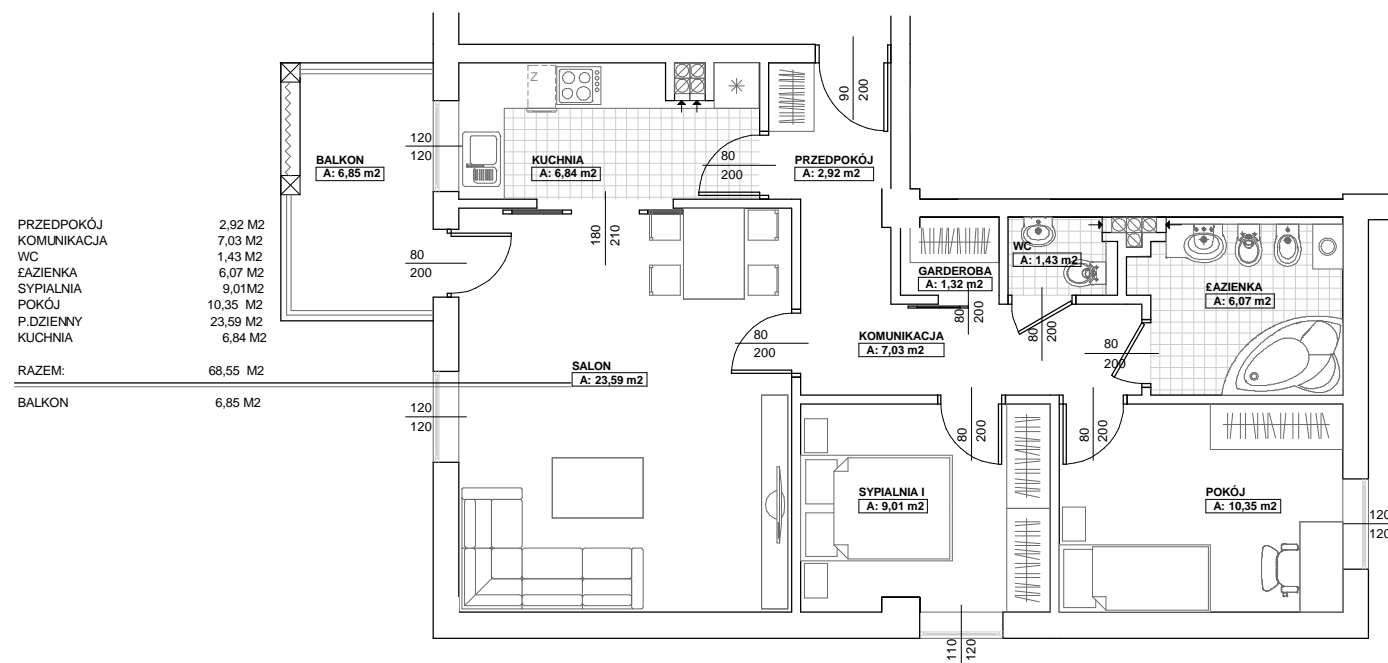 PRZEDPOKÓJ 2,92 M2
KOMUNIKACJA 7,03 M2
WC 1,43 M2
£AZIENKA 6,07 M2
SYPIALNIA 9,01M2
POKÓJ 10,35 M2
P.DZIENNY 23,59 M2
KUCHNIA 6,84 M2
RAZEM: 68,55 M2
BALKON 6,85 M2
BALKON
A: 6,85 m2
120
120
Z
KUCHNIA
A: 6,84 m2
80
200
90
200
PRZEDPOKÓJ
A: 2,92 m2
180
210
80
200
GARDEROBA
A: 1,32 m2
80
200
WC
A: 1,43 m2
80
200
£AZIENKA
A: 6,07 m2
80
200
KOMUNIKACJA
A: 7,03 m2
80
200
SALON
A: 23,59 m2
120
120
80
200
80
200
SYPIALNIA I
A: 9,01 m2
POKÓJ
A: 10,35 m2
120
120
110
120